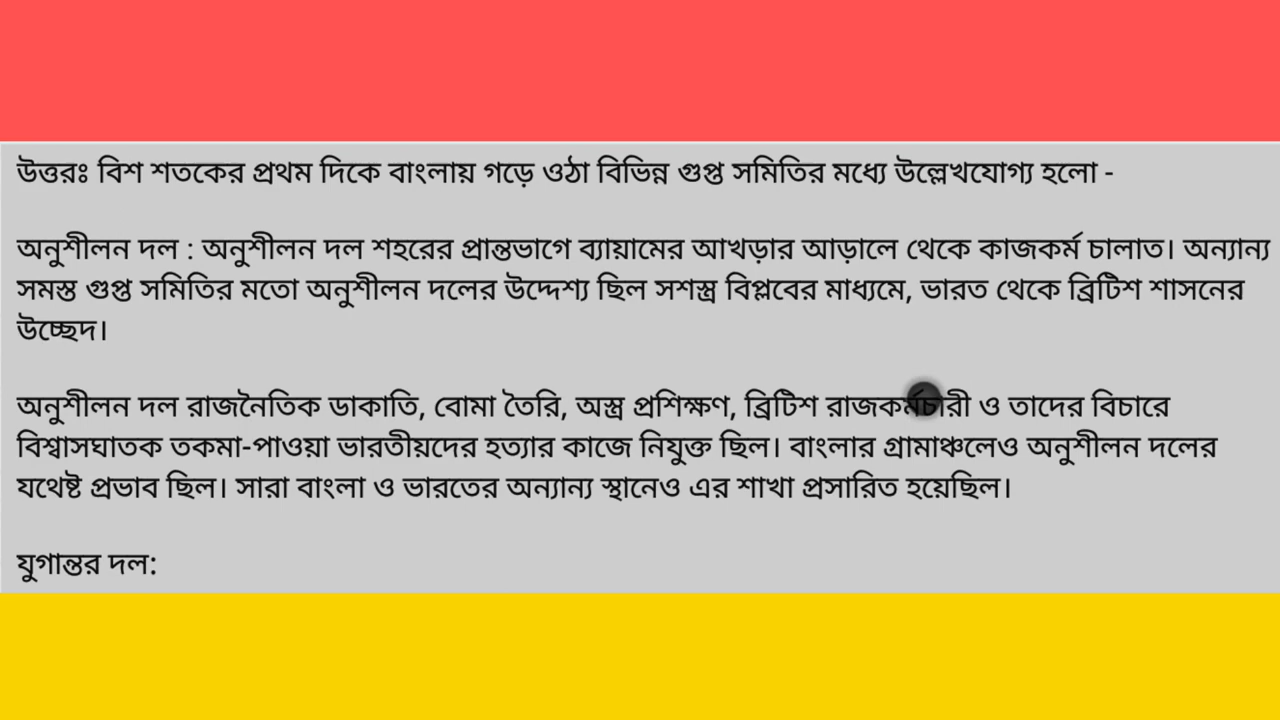 উত্তরঃ বিশ শতকের প্রথম দিকে বাংলায় গড়ে ওঠা বিভিন্ন গুপ্ত সমিতির মধ্যে উল্লেখযোগ্য হলো -
অনুশীলন দল : অনুশীলন দল শহরের প্রান্তভাগে ব্যায়ামের আখড়ার আড়ালে থেকে কাজকর্ম চালাত। অন্যান্য
সমস্ত গুপ্ত সমিতির মতো অনুশীলন দলের উদ্দেশ্য ছিল সশস্ত্র বিপ্লবের মাধ্যমে, ভারত থেকে ব্রিটিশ শাসনের
উচ্ছেদ।
অনুশীলন দল রাজনৈতিক ডাকাতি, বোমা তৈরি, অস্ত্র প্রশিক্ষণ, ব্রিটিশ রাজকর্মচারী ও তাদের বিচারে
বিশ্বাসঘাতক তকমা-পাওয়া ভারতীয়দের হত্যার কাজে নিযুক্ত ছিল। বাংলার গ্রামাঞ্চলেও অনুশীলন দলের
যথেষ্ট প্রভাব ছিল। সারা বাংলা ও ভারতের অন্যান্য স্থানেও এর শাখা প্রসারিত হয়েছিল।
যুগান্তর দল: